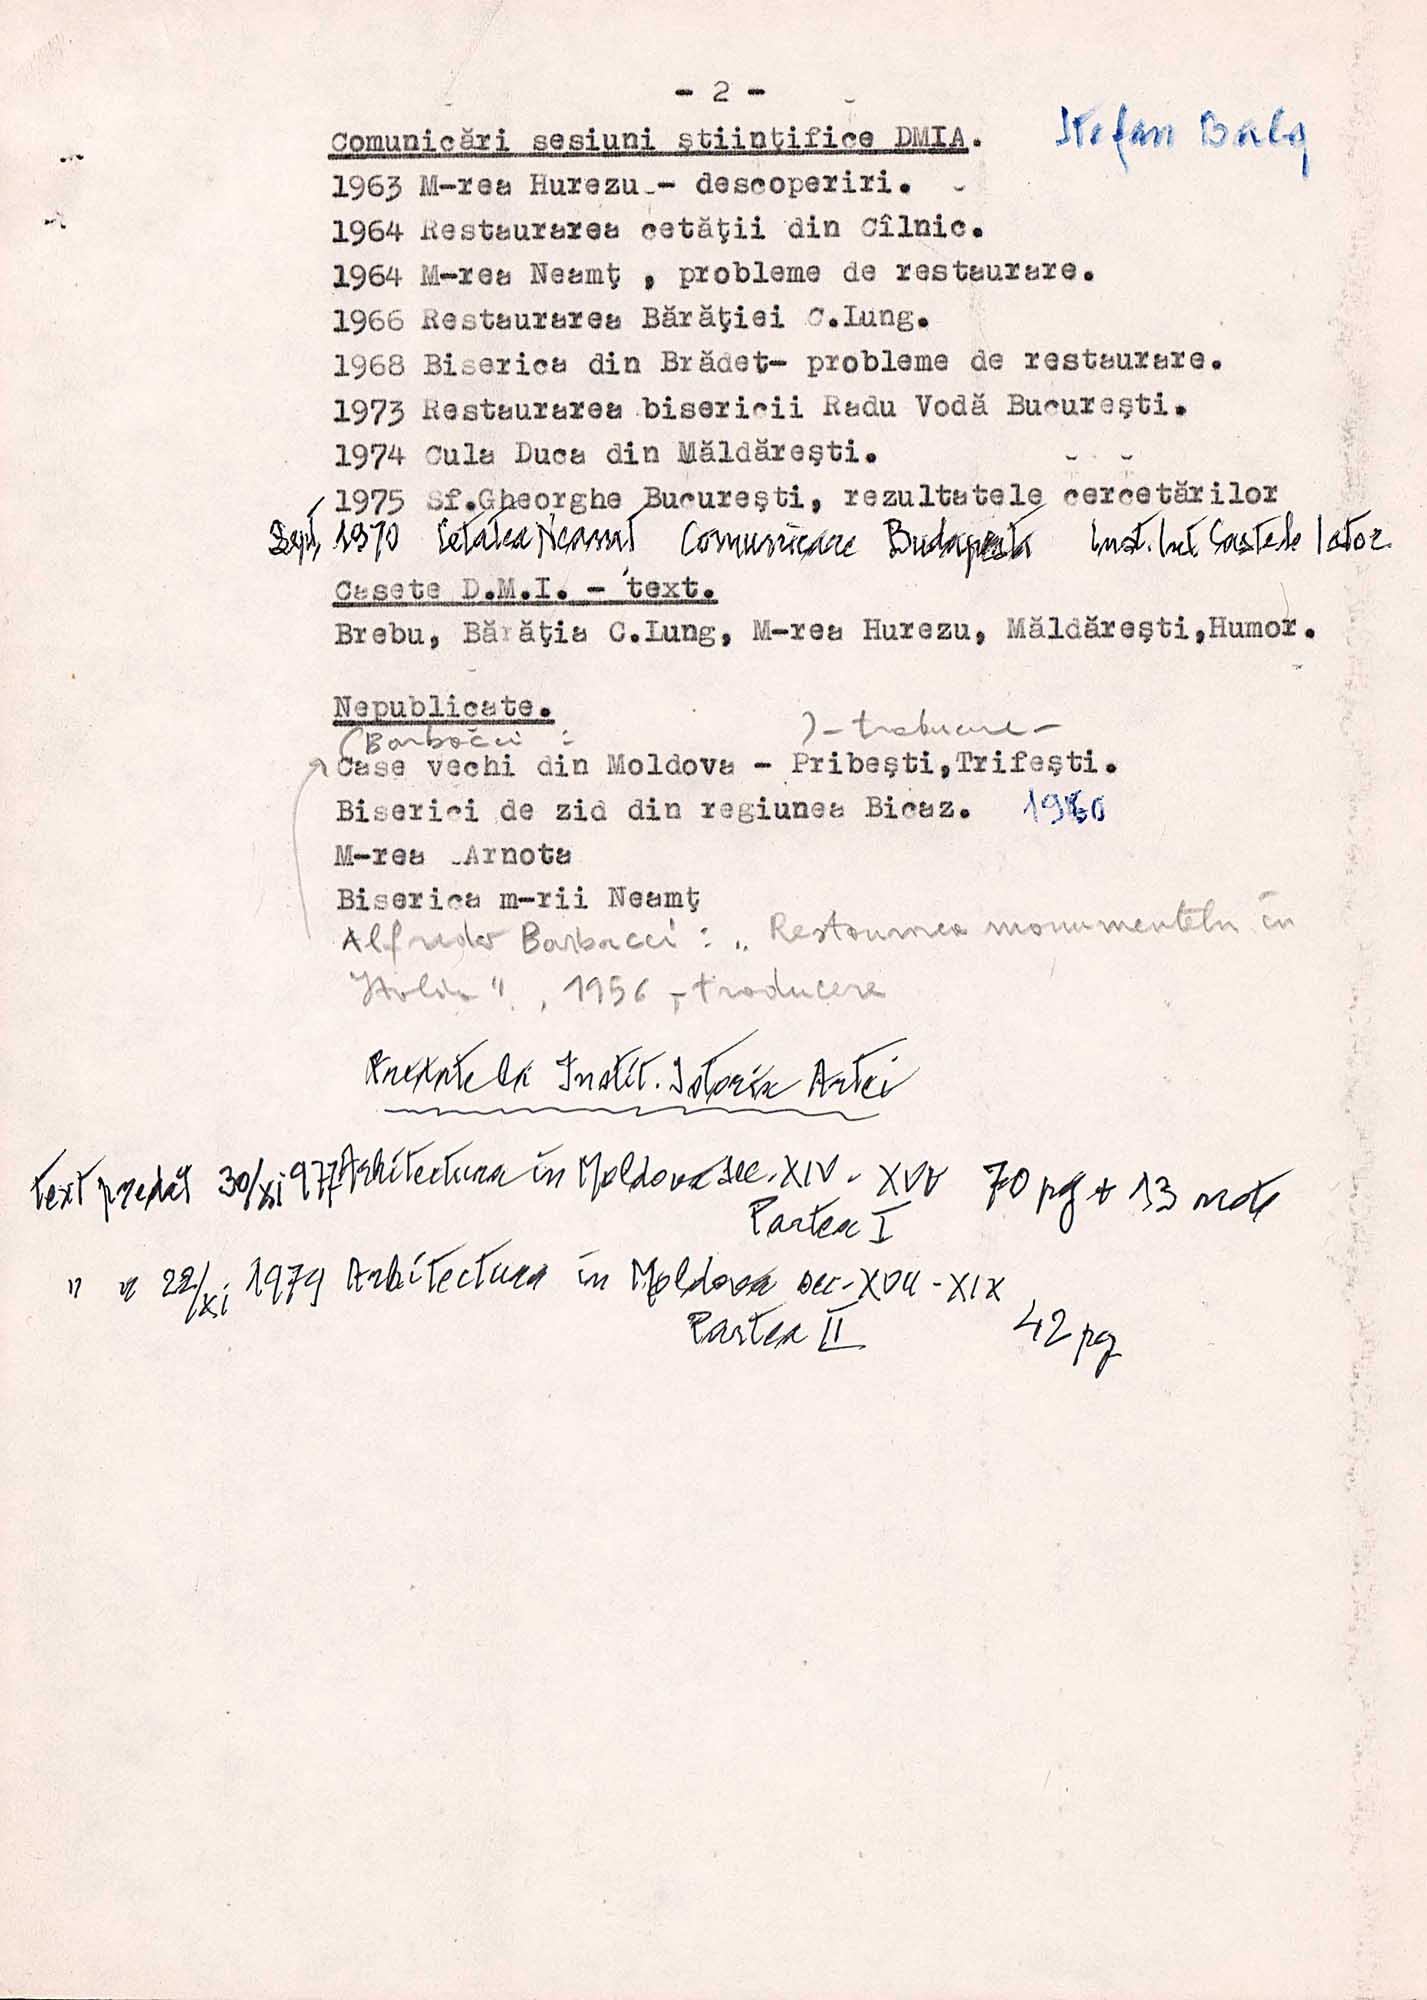 - 2 -
Stefan Balș
Comunicări sesiuni ştiinţifice DMIA.
1963 M-rea Hurezu - descoperiri.
1964 Restaurarea cetăţii din Cîlnic.
1964 M-rea Neamţ , probleme de restaurare.
1966 Restaurarea Bărăţiei C.Lung.
1968 Biserica din Brădet- probleme de restaurare.
1973 Restaurarea bisericii Radu Vodă Bucureşti.
1974 Cula Duca din Măldăreşti.
1975 Sf.Gheorghe Bucureşti, rezultatele cercetărilor
Sept, 1970 Cetatea Neamt Comunicare Budapesta Inst. Int. Castele Istor.
Casete D.M.I. - text.
Brebu, Bărăţia C.Lung, M-rea Hurezu, Măldăreşti,Humor.
Nepublicate.
(Barbacci : ) - traducere -
Case vechi din Moldova - Pribeşti,Trifeşti.
Biserici de zid din regiunea Bicaz. 1960
M-rea Arnota
Biserica m-rii Neamţ
Alfredo Barbacci : „ Restaurarea monumentelor în
Italia " , 1956 , traducere
la Instit. Istoria Artei
text predat 30/XI 977 Arhitectura în Moldova sec. XIV - XVI 70 pg + 13 note
Partea I
" " 22/XI 1979 Arhitectura în Moldova sec. XVII - XIX
Partea II 42 pg